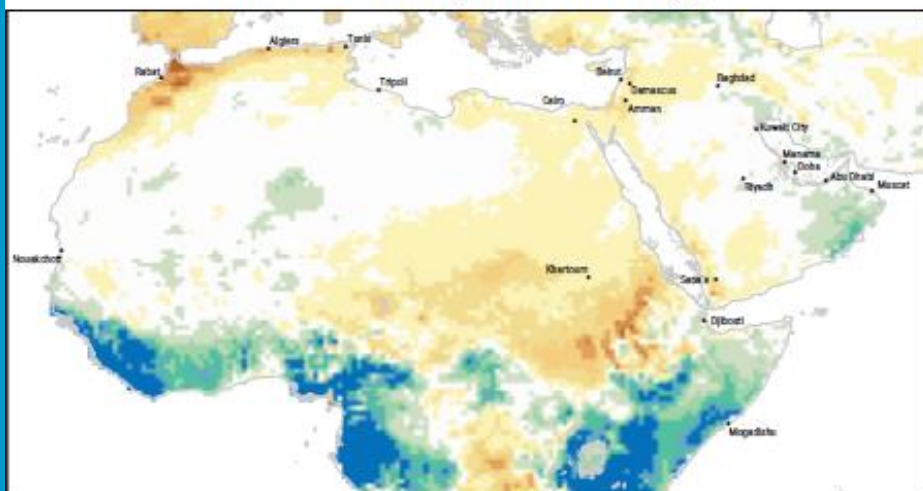 Algiers
Tunis
Rabat
Tripoli
Beirut
Damascus
Baghdad
Cairo
Amman
Kuwait City
Manama
Doha
Riyadh
Abu Dhabi
Muscat
Nouakchott
Khartoum
Sana'a
Djibouti
Mogadishu